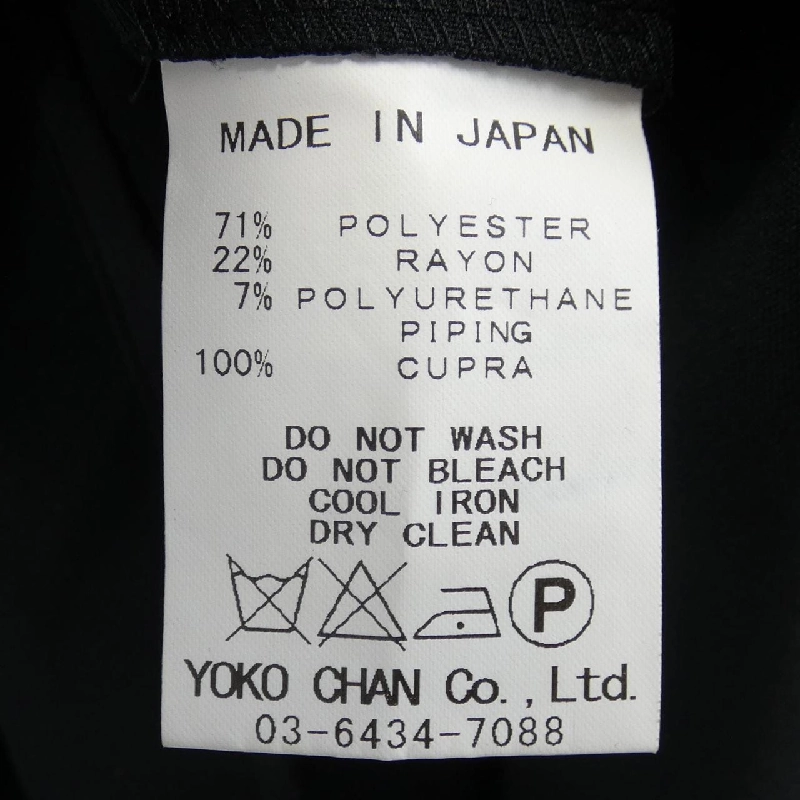 MADE IN JAPAN
71% POLYESTER
22% RAYON
7% POLYURETHANE
PIPING
100% CUPRA
DO NOT WASH
DO NOT BLEACH
COOL IRON
DRY CLEAN
P
YOKO CHAN Co.,Ltd.
03-6434-7088